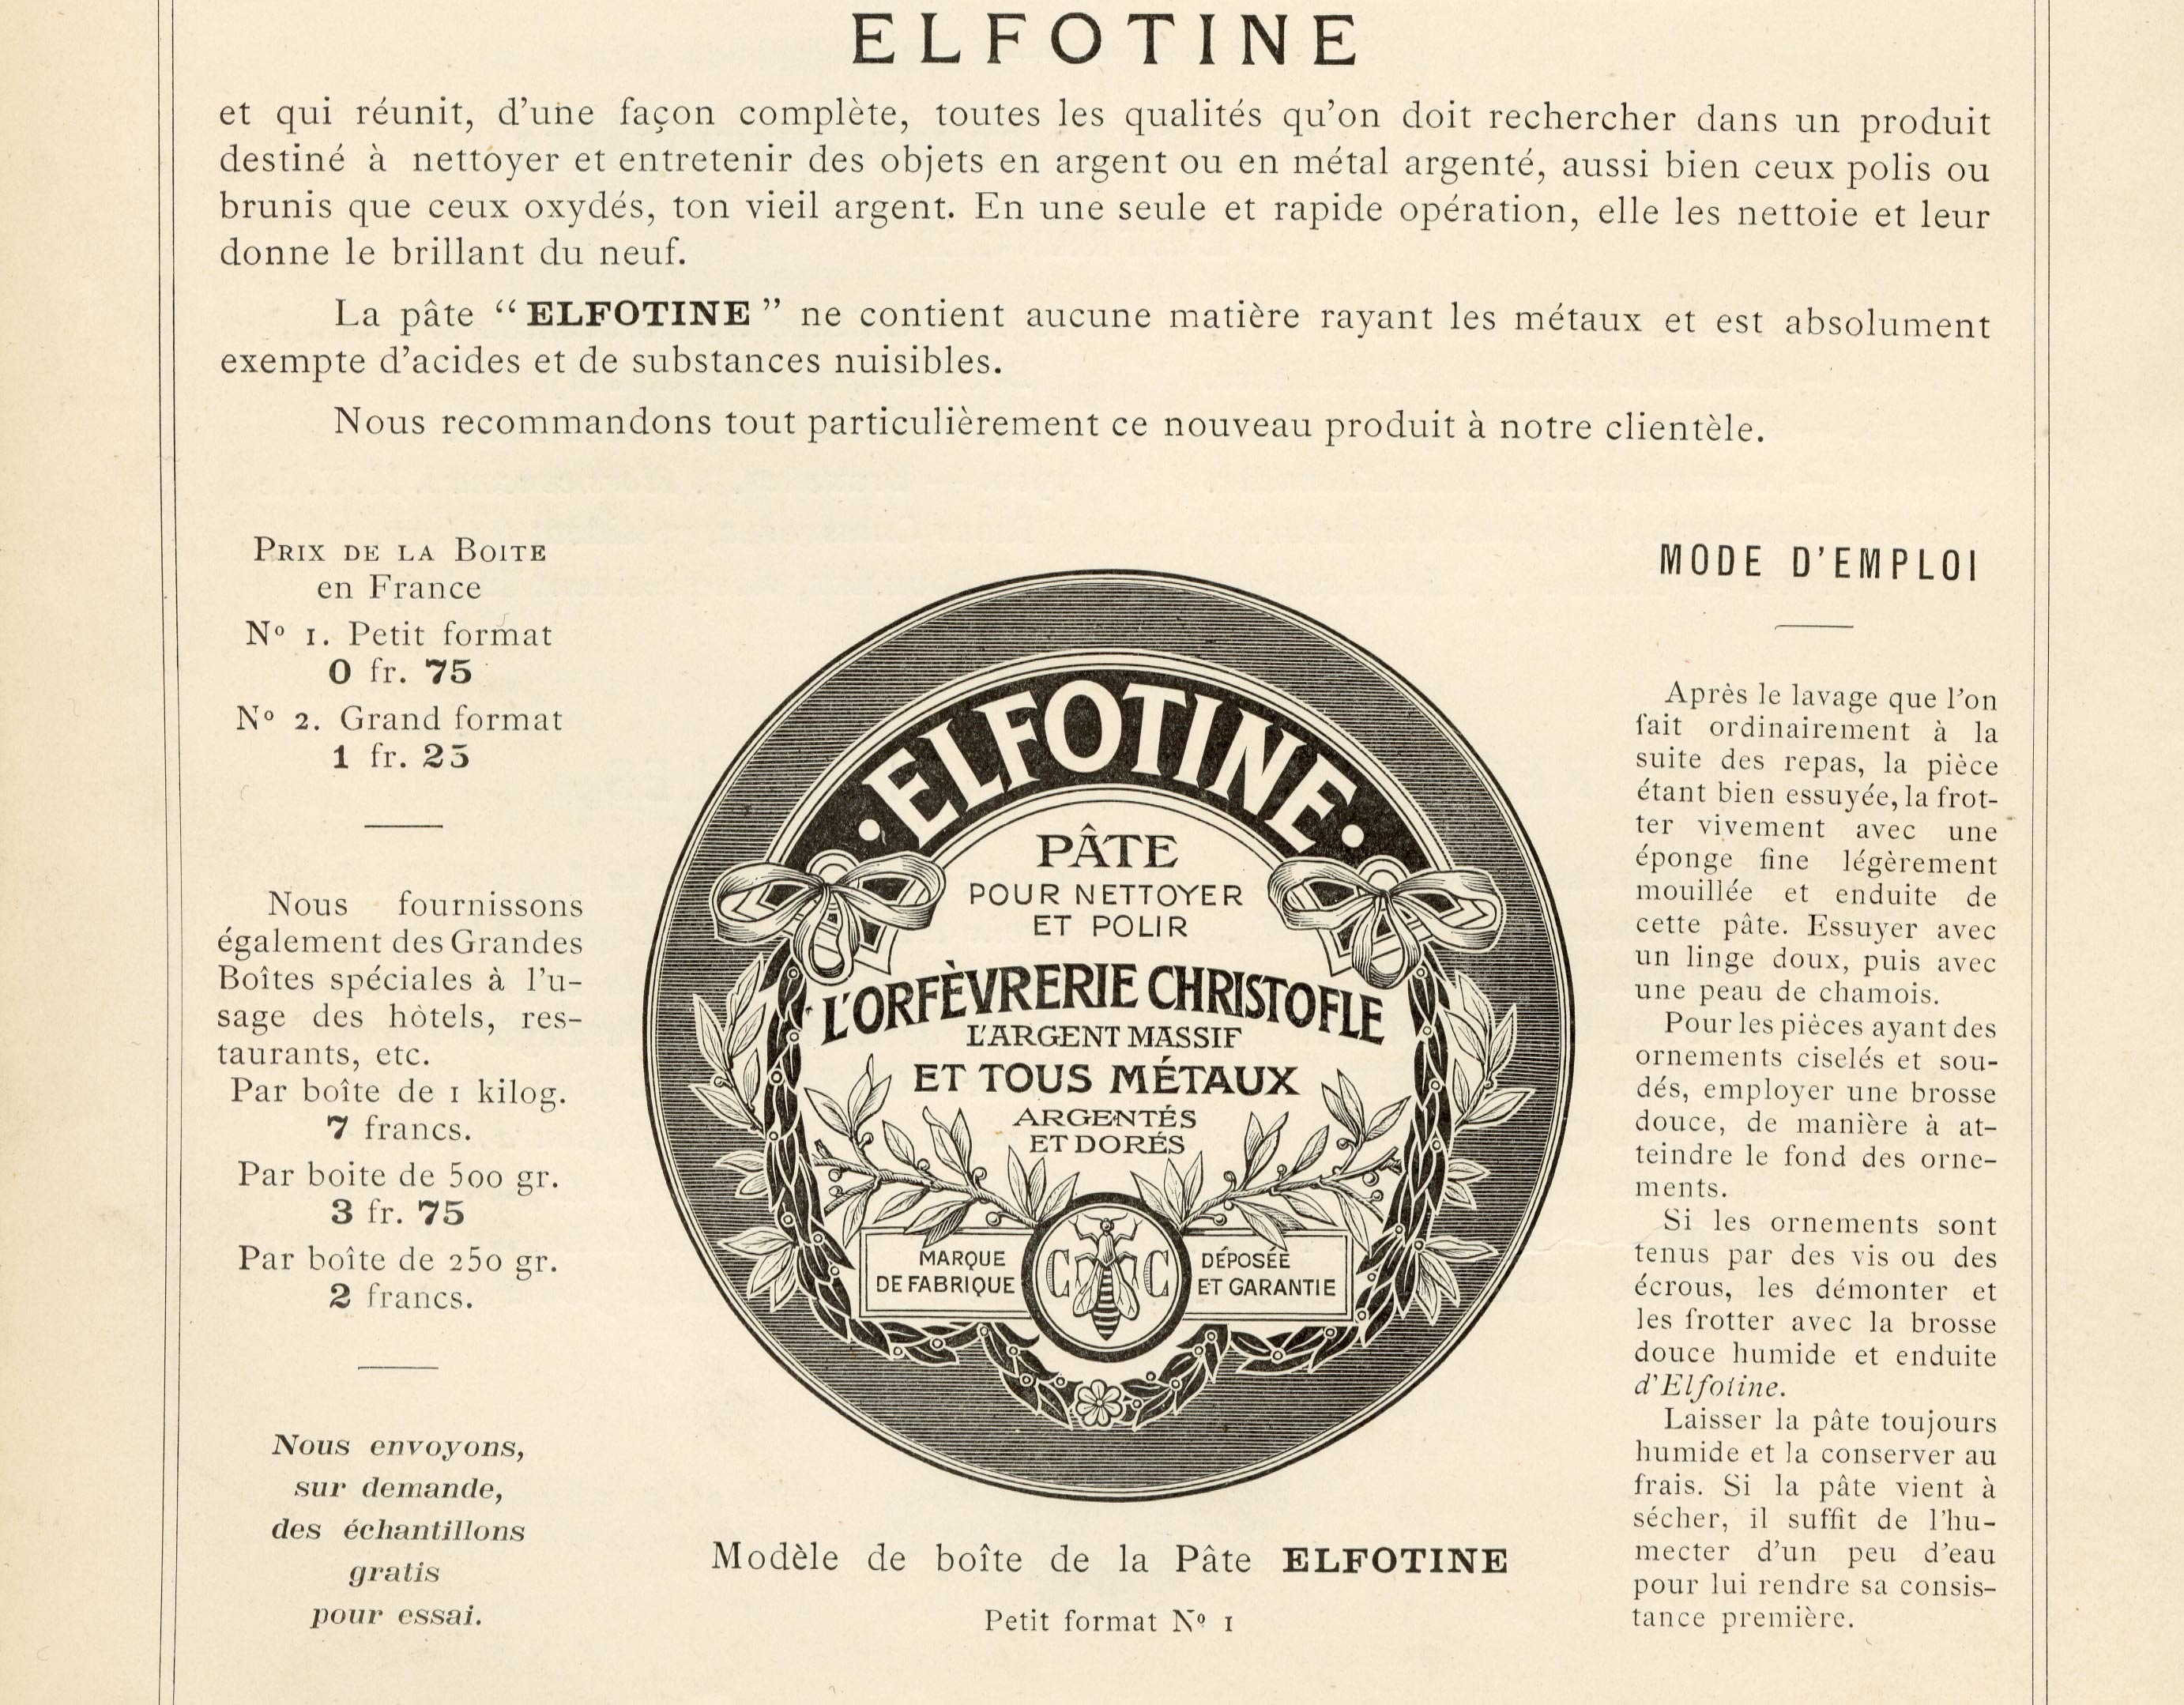 ELFOTINE
et qui réunit, d'une façon complète, toutes les qualités qu'on doit rechercher dans un produit
destiné à nettoyer et entretenir des objets en argent ou en métal argenté, aussi bien ceux polis ou
brunis que ceux oxydés, ton vieil argent. En une seule et rapide opération, elle les nettoie et leur
donne le brillant du neuf.
La pâte “ELFOTINE” ne contient aucune matière rayant les métaux et est absolument
exempte d'acides et de substances nuisibles.
Nous recommandons tout particulièrement ce nouveau produit à notre clientèle.
PRIX DE LA BOITE
en France
Nº 1. Petit format
0 fr. 75
Nº 2. Grand format
1 fr. 25
Nous fournissons
également des Grandes
Boîtes spéciales à l'u-
sage des hôtels, res-
taurants, etc.
Par boîte de 1 kilog.
7 francs.
Par boite de 500 gr.
3 fr. 75
Par boîte de 250 gr.
2 francs.
Nous envoyons,
sur demande,
des échantillons
gratis
pour essai.
·ELFOTINE·
PÂTE
POUR NETTOYER
ET POLIR
L'ORFÈVRERIE CHRISTOFLE
L'ARGENT MASSIF
ET TOUS MÉTAUX
ARGENTÉS
ET DORÉS
MARQUE
DE FABRIQUE
C C
DÉPOSÉE
ET GARANTIE
Modèle de boîte de la Pâte ELFOTINE
Petit format Nº 1
MODE D'EMPLOI
Après le lavage que l'on
fait ordinairement à la
suite des repas, la pièce
étant bien essuyée, la frot-
ter vivement avec une
éponge fine légèrement
mouillée et enduite de
cette pâte. Essuyer avec
un linge doux, puis avec
une peau de chamois.
Pour les pièces ayant des
ornements ciselés et sou-
dés, employer une brosse
douce, de manière à at-
teindre le fond des orne-
ments.
Si les ornements sont
tenus par des vis ou des
écrous, les démonter et
les frotter avec la brosse
douce humide et enduite
d'Elfotine.
Laisser la pâte toujours
humide et la conserver au
frais. Si la pâte vient à
sécher, il suffit de l'hu-
mecter d'un peu d'eau
pour lui rendre sa consis-
tance première.